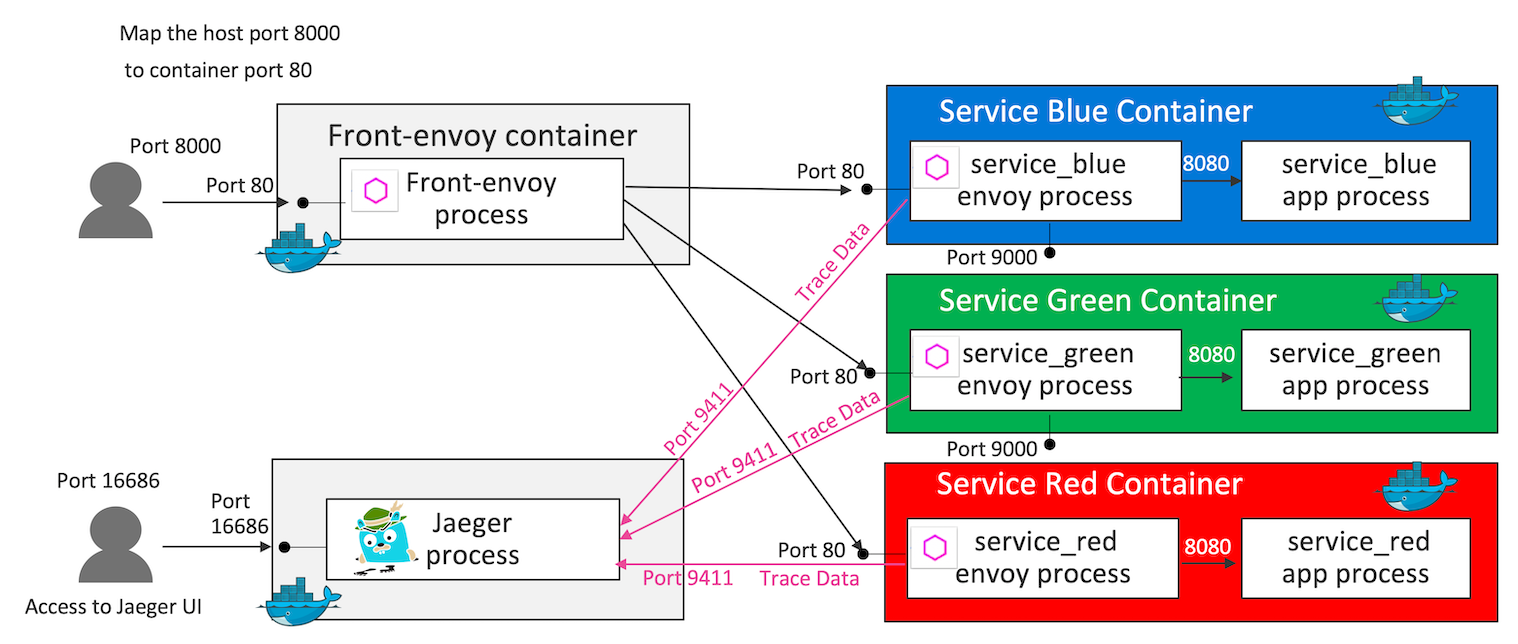 Map the host port 8000
to container port 80
Port 8000
Port 80
Front-envoy container
Front-envoy
process
Port 80
Service Blue Container
service_blue
envoy process
8080
service_blue
app process
Port 9000
Trace Data
Port 9411
Port 80
Service Green Container
service_green
envoy process
8080
service_green
app process
Port 9000
Trace Data
Port 9411
Port 16686
Port
16686
Access to Jaeger UI
Jaeger
process
Port 80
Port 9411
Trace Data
Service Red Container
service_red
envoy process
8080
service_red
app process